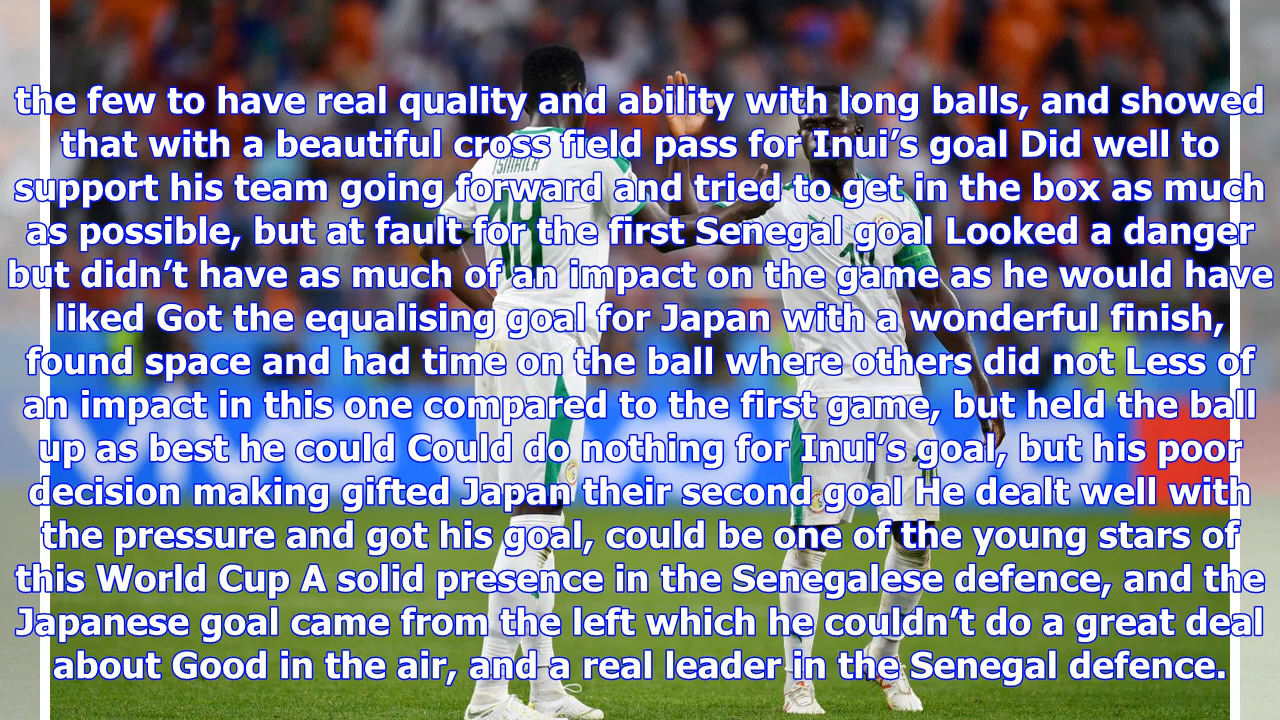 the few to have real quality and ability with long balls, and showed
that with a beautiful cross field pass for Inui’s goal Did well to
support his team going forward and tried to get in the box as much
as possible, but at fault for the first Senegal goal Looked a danger
but didn’t have as much of an impact on the game as he would have
liked Got the equalising goal for Japan with a wonderful finish,
found space and had time on the ball where others did not Less of
an impact in this one compared to the first game, but held the ball
up as best he could Could do nothing for Inui’s goal, but his poor
decision making gifted Japan their second goal He dealt well with
the pressure and got his goal, could be one of the young stars of
this World Cup A solid presence in the Senegalese defence, and the
Japanese goal came from the left which he couldn’t do a great deal
about Good in the air, and a real leader in the Senegal defence.